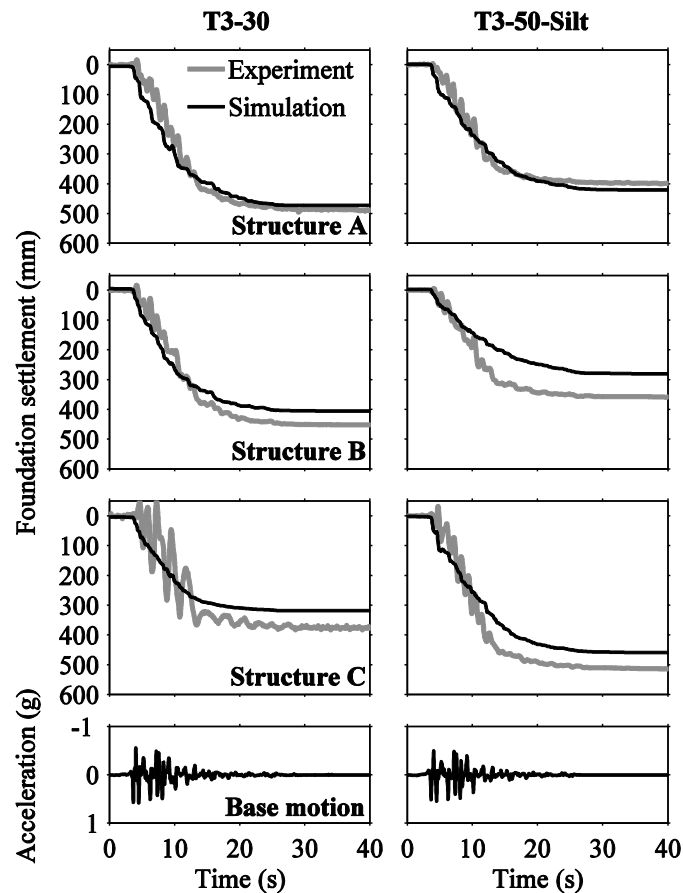 T3-30
T3-50-Silt
Foundation settlement (mm)
0
100
200
300
400
500
600
Experiment
Simulation
Structure A
0
100
200
300
400
500
600
Structure B
0
100
200
300
400
500
600
Structure C
Acceleration (g)
-1
0
1
Base motion
0 10 20 30 40
0 10 20 30 40
Time (s)
Time (s)